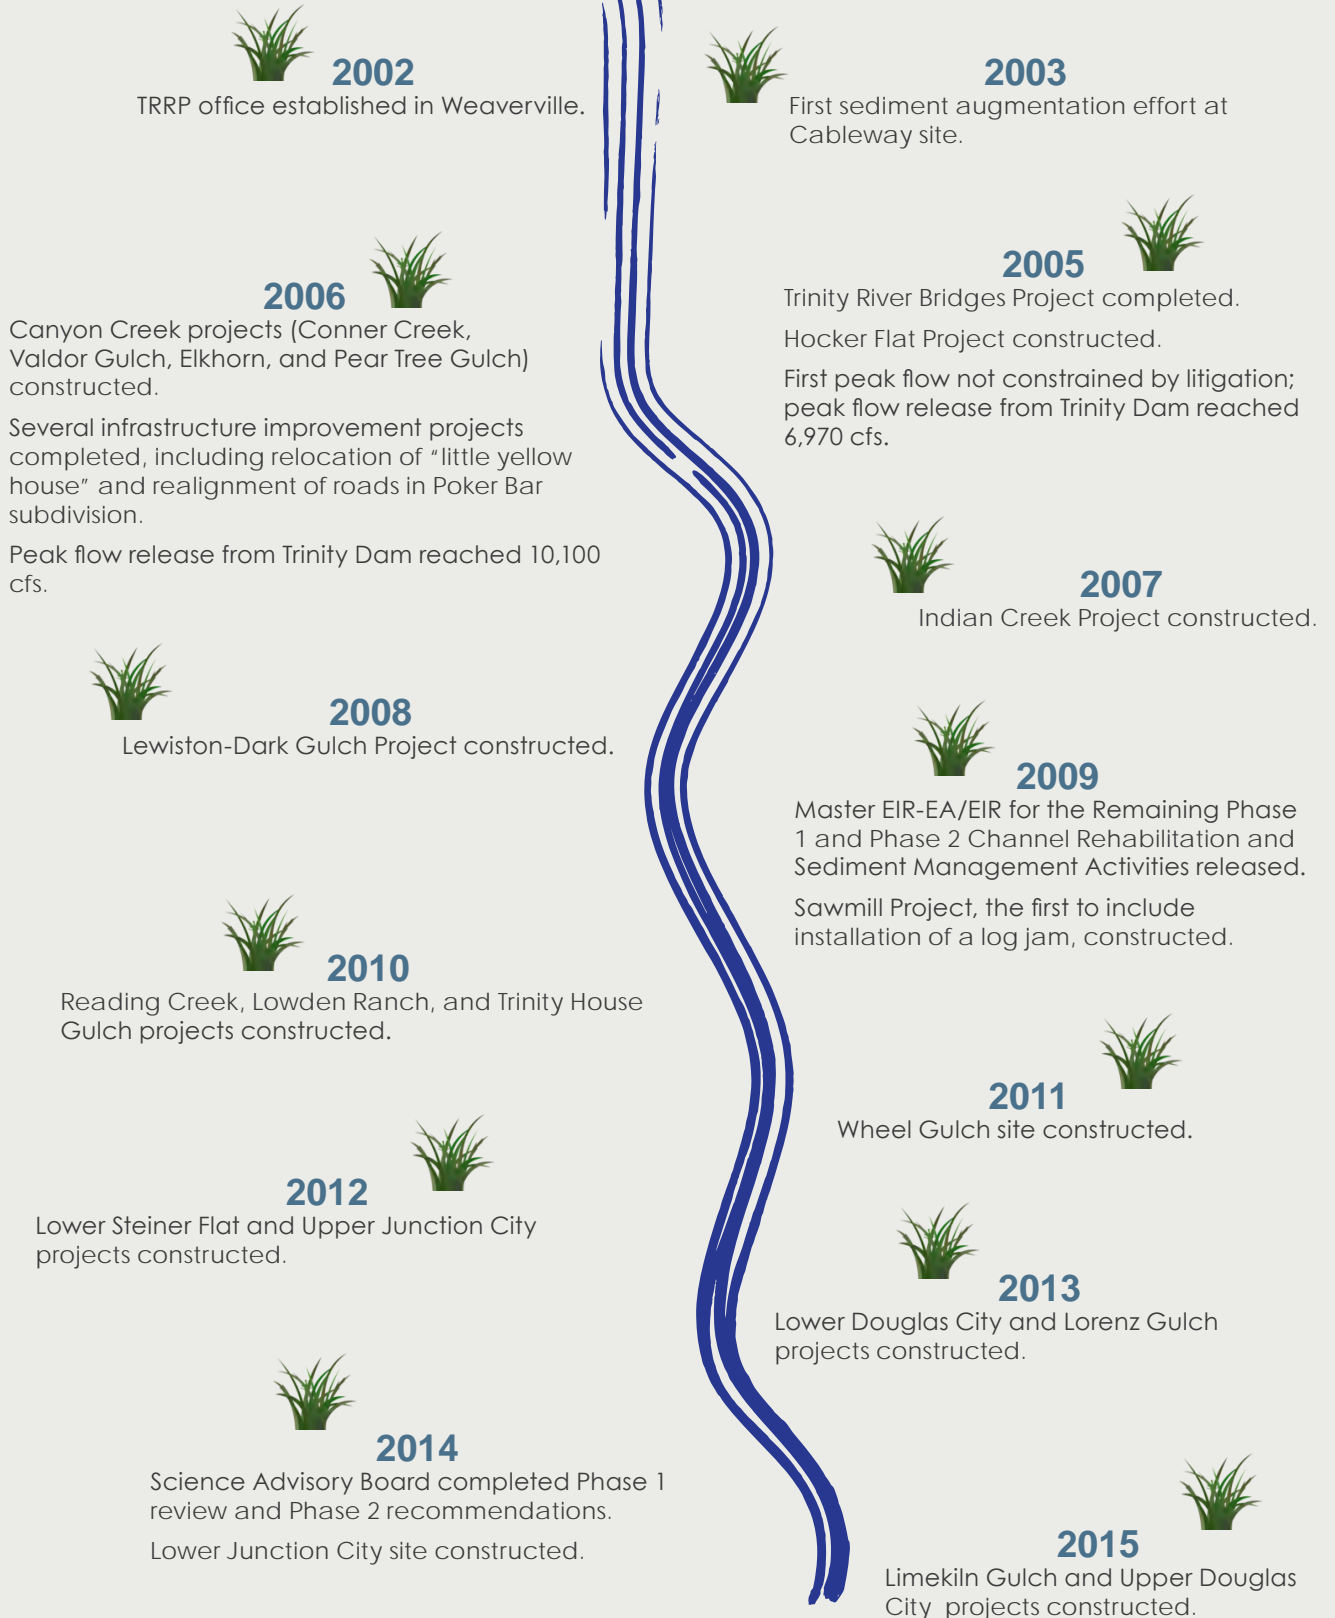 2002
TRRP office established in Weaverville.
2003
First sediment augmentation effort at
Cableway site.
2005
Trinity River Bridges Project completed.
Hocker Flat Project constructed.
First peak flow not constrained by litigation;
peak flow release from Trinity Dam reached
6,970 cfs.
2006
Canyon Creek projects (Conner Creek,
Valdor Gulch, Elkhorn, and Pear Tree Gulch)
constructed.
Several infrastructure improvement projects
completed, including relocation of “little yellow
house” and realignment of roads in Poker Bar
subdivision.
Peak flow release from Trinity Dam reached 10,100
cfs.
2007
Indian Creek Project constructed.
2008
Lewiston-Dark Gulch Project constructed.
2009
Master EIR-EA/EIR for the Remaining Phase
1 and Phase 2 Channel Rehabilitation and
Sediment Management Activities released.
Sawmill Project, the first to include
installation of a log jam, constructed.
2010
Reading Creek, Lowden Ranch, and Trinity House
Gulch projects constructed.
2011
Wheel Gulch site constructed.
2012
Lower Steiner Flat and Upper Junction City
projects constructed.
2013
Lower Douglas City and Lorenz Gulch
projects constructed.
2014
Science Advisory Board completed Phase 1
review and Phase 2 recommendations.
Lower Junction City site constructed.
2015
Limekiln Gulch and Upper Douglas
City projects constructed.